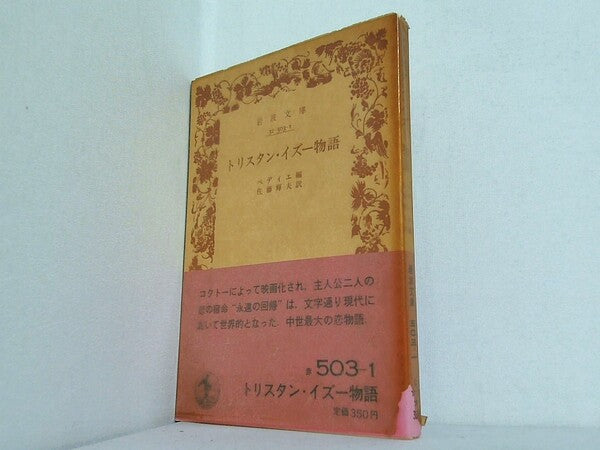 岩波文庫
32-503-1
トリスタン・イズー物語
ベディエ編
佐藤輝夫訳
コクトーによって映画化され、主人公二人の
恋の宿命“永遠の回帰”は、文字通り現代に
おいて世界的となった。中世最大の恋物語。
赤 503-1
トリスタン・イズー物語
定価350円